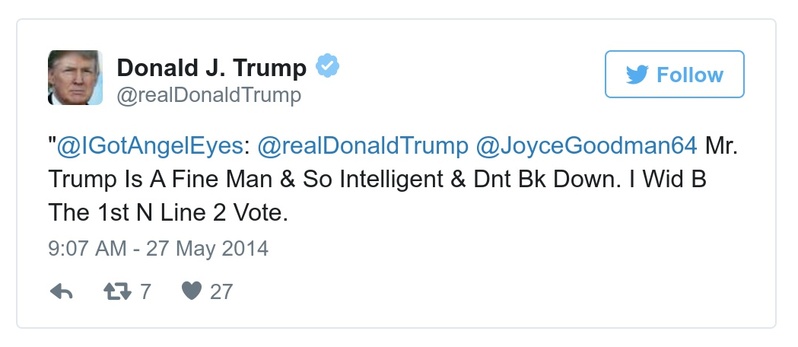 Donald J. Trump
@realDonaldTrump
Follow
"@IGotAngelEyes: @realDonaldTrump @JoyceGoodman64 Mr.
Trump Is A Fine Man & So Intelligent & Dnt Bk Down. I Wid B
The 1st N Line 2 Vote.
9:07 AM - 27 May 2014
7 27